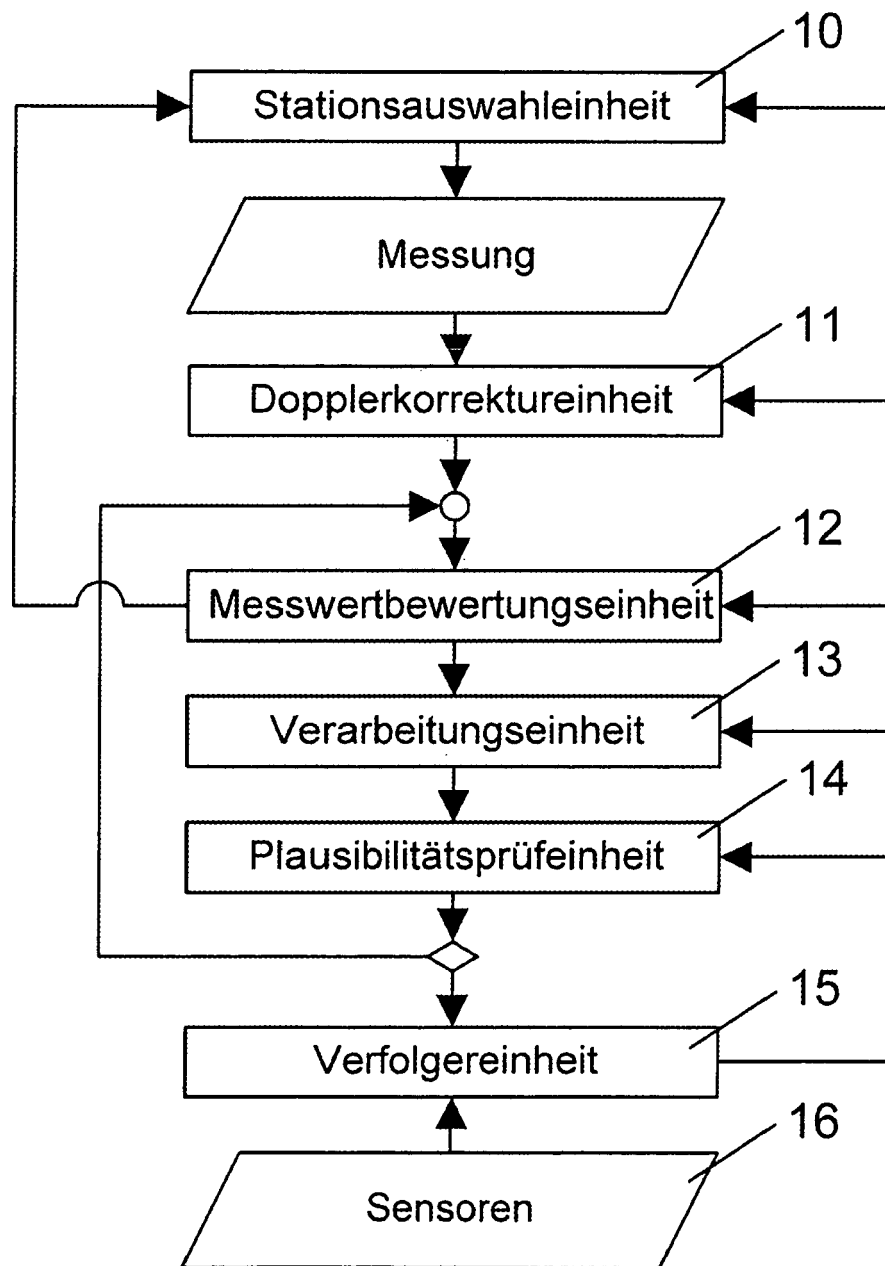 10
Stationsauswahleinheit
Messung
11
Dopplerkorrektureinheit
12
Messwertbewertungseinheit
13
Verarbeitungseinheit
14
Plausibilitätsprüfeinheit
15
Verfolgereinheit
16
Sensoren